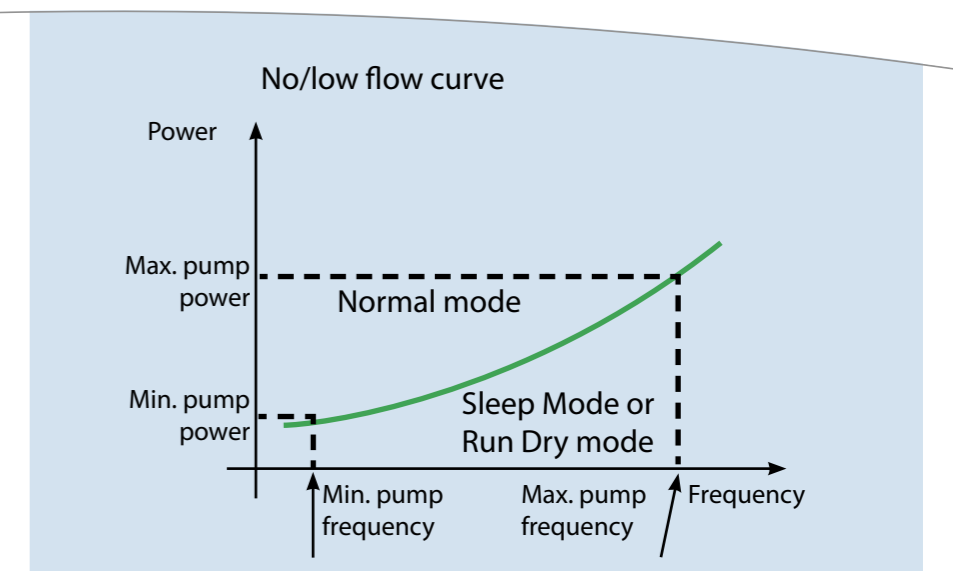 No/low flow curve
Power
Max. pump
power
Normal mode
Min. pump
power
Sleep Mode or
Run Dry mode
Min. pump
frequency
Max. pump
frequency
Frequency